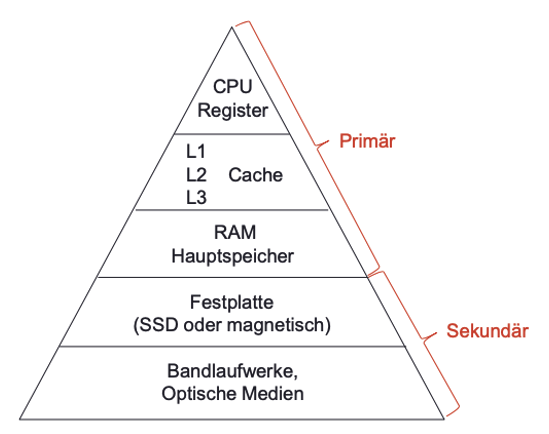 CPU
Register
Primär
L1
L2 Cache
L3
RAM
Hauptspeicher
Festplatte
(SSD oder magnetisch)
Sekundär
Bandlaufwerke,
Optische Medien